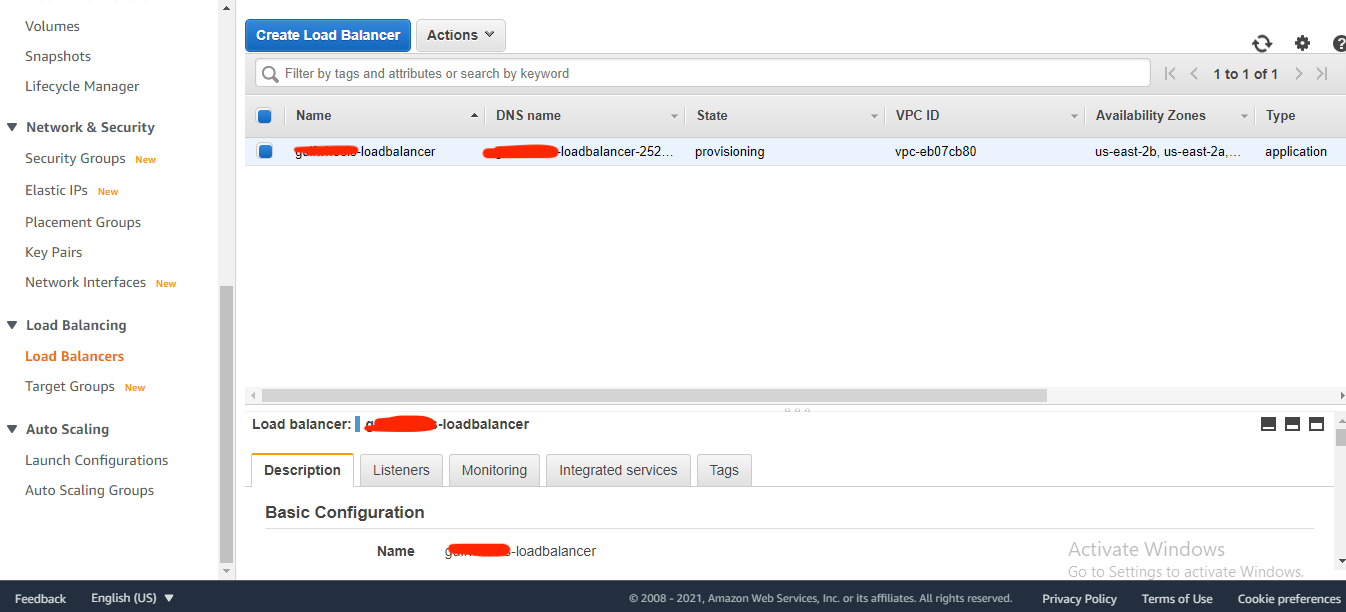 Volumes
Snapshots
Lifecycle Manager
Network & Security
Security Groups New
Elastic IPs New
Placement Groups
Key Pairs
Network Interfaces New
Load Balancing
Load Balancers
Target Groups New
Auto Scaling
Launch Configurations
Auto Scaling Groups
Create Load Balancer Actions
Filter by tags and attributes or search by keyword
1 to 1 of 1
Name DNS name State VPC ID Availability Zones Type
-loadbalancer -loadbalancer-252... provisioning vpc-eb07cb80 us-east-2b, us-east-2a,... application
Load balancer: -loadbalancer
Description Listeners Monitoring Integrated services Tags
Basic Configuration
Name -loadbalancer
Activate Windows
Go to Settings to activate Windows.
Feedback English (US) © 2008 - 2021, Amazon Web Services, Inc. or its affiliates. All rights reserved. Privacy Policy Terms of Use Cookie preferences